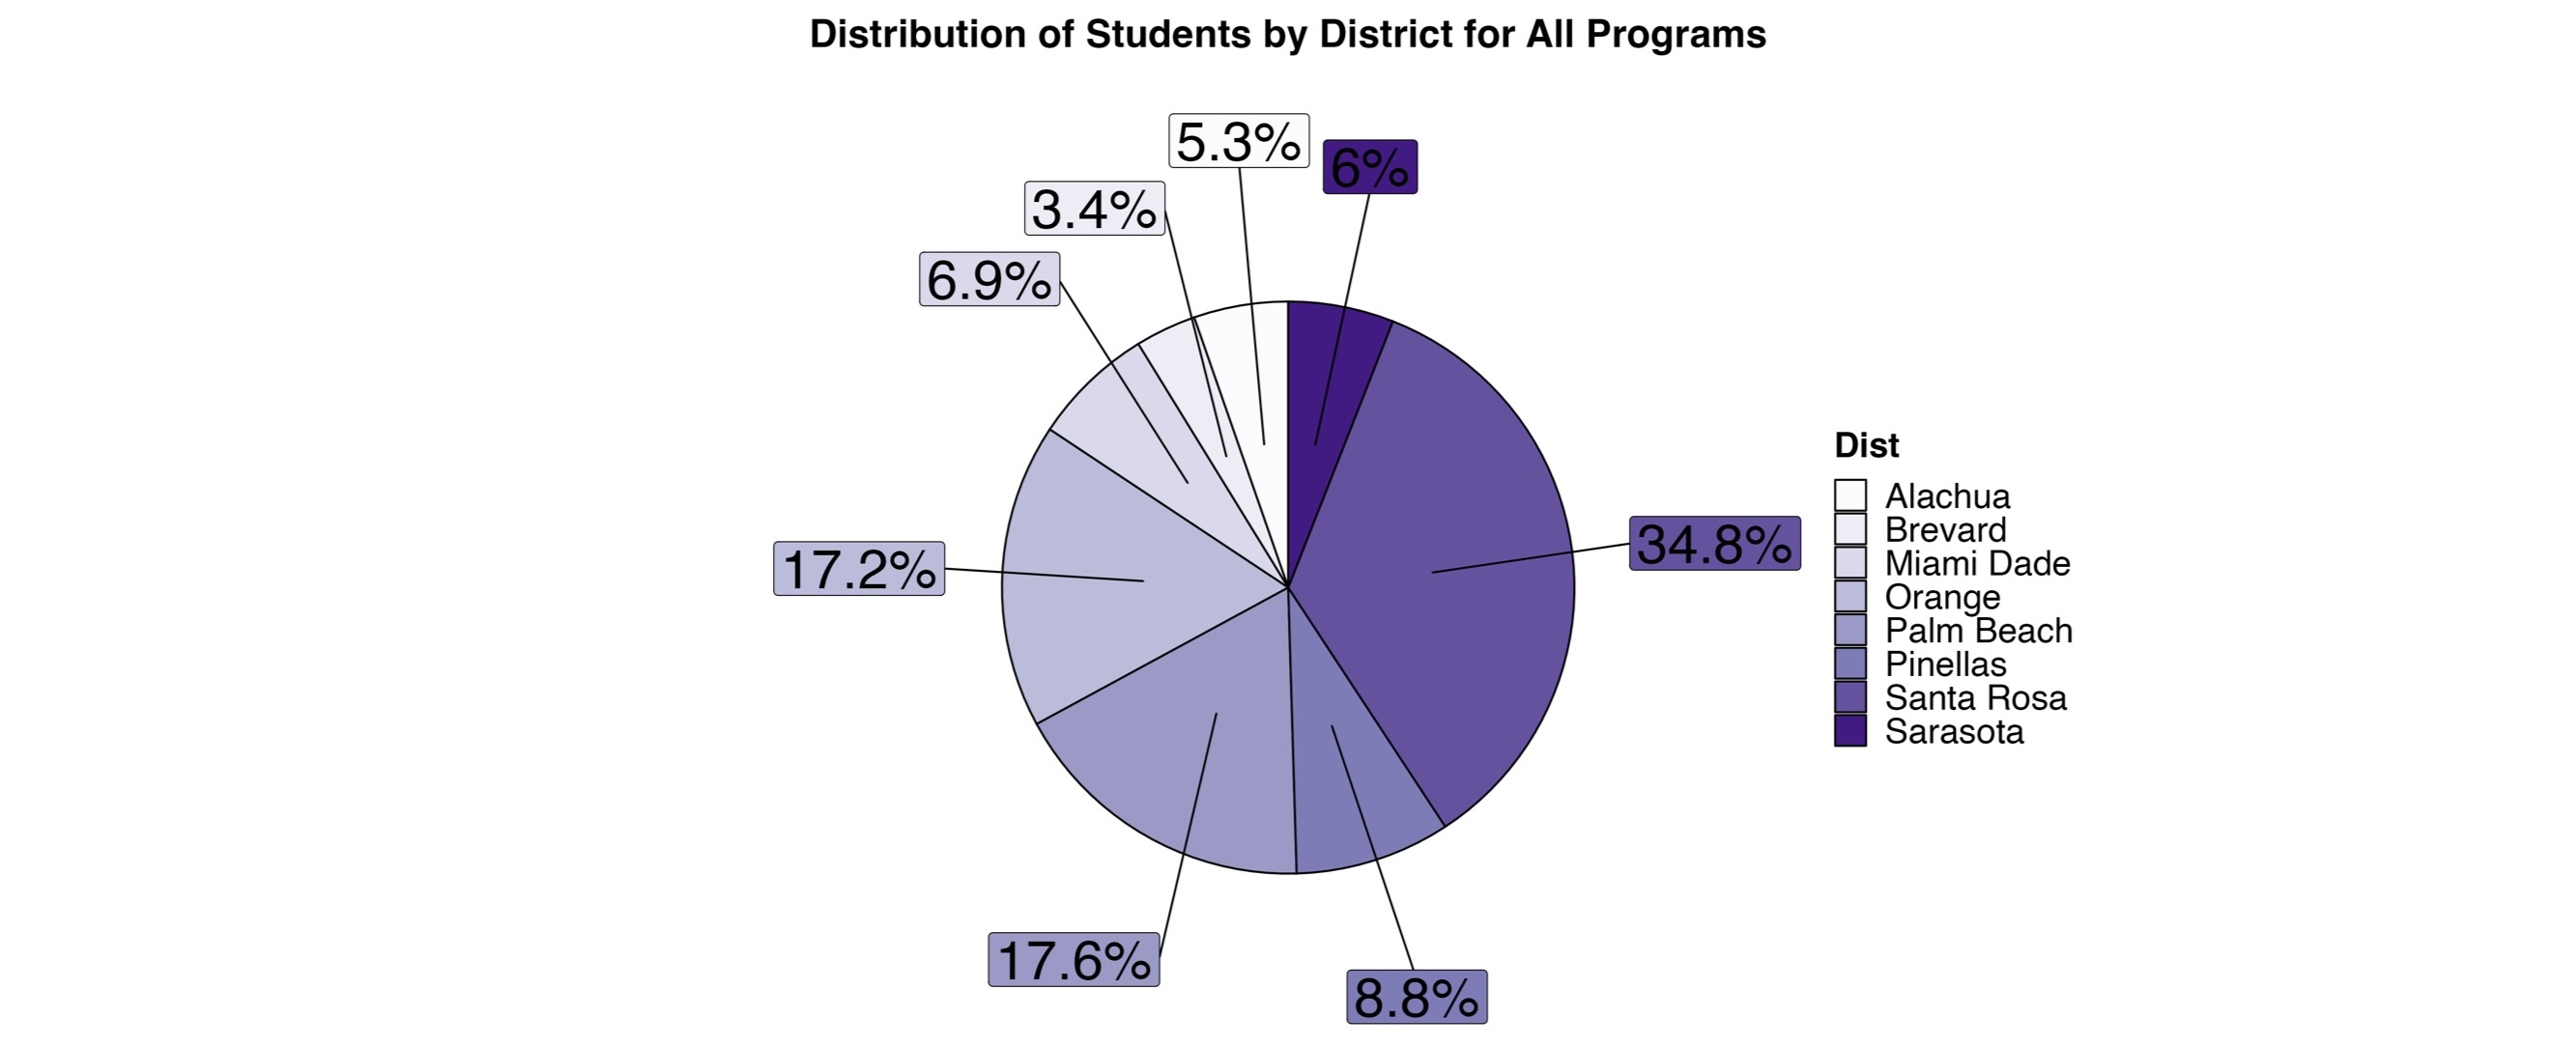 Distribution of Students by District for All Programs
5.3%
6%
3.4%
6.9%
34.8%
17.2%
17.6%
8.8%
Dist
Alachua
Brevard
Miami Dade
Orange
Palm Beach
Pinellas
Santa Rosa
Sarasota